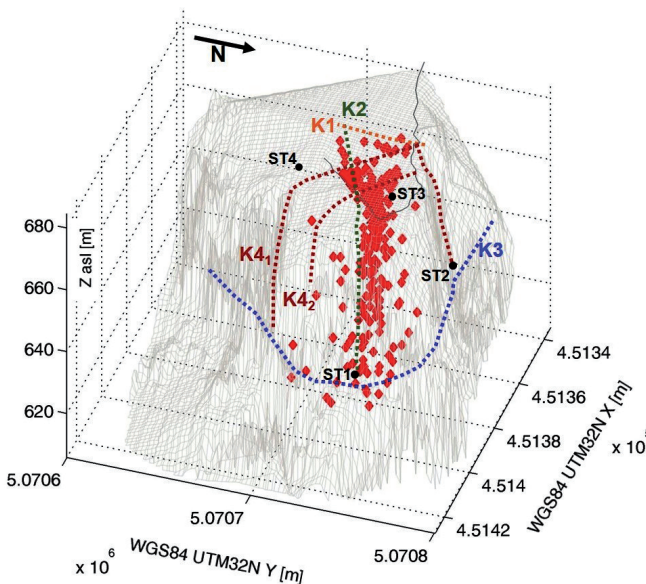 N
K2
K1
ST4
ST3
680
Z asl [m]
K4₁
K3
ST2
660
K4₂
640
ST1
4.5134
620
4.5136
4.5138
WGS84 UTM32N X [m]
5.0706
4.514
5.0707
4.5142
WGS84 UTM32N Y [m]
5.0708
x 10⁶